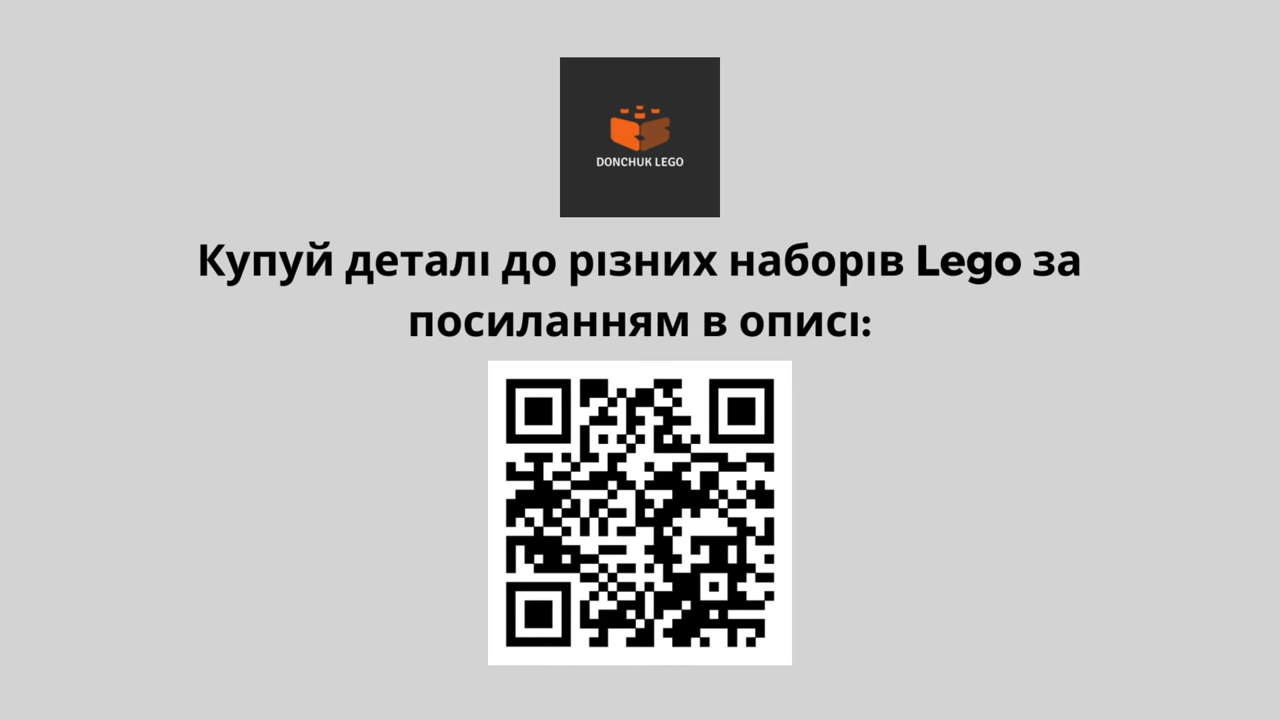 DONCHUK LEGO
Купуй деталі до різних наборів Lego за
посиланням в описі: